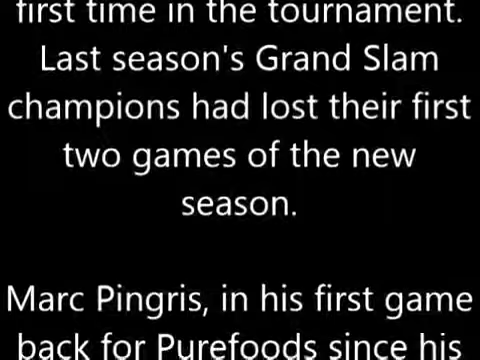 first time in the tournament.
Last season's Grand Slam
champions had lost their first
two games of the new
season.
Marc Pingris, in his first game
back for Purefoods since his